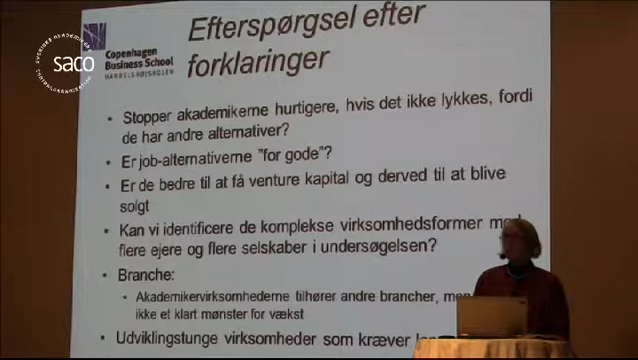 Efterspørgsel efter
forklaringer
Copenhagen
Business School
HANDELSHØJSKOLEN
saco
SVERIGES AKADEMIKERS
CENTRALORGANISATION
• Stopper akademikerne hurtigere, hvis det ikke lykkes, fordi
de har andre alternativer?
• Er job-alternativerne "for gode"?
• Er de bedre til at få venture kapital og derved til at blive
solgt
• Kan vi identificere de komplekse virksomhedsformer
flere ejere og flere selskaber i undersøgelsen?
• Branche:
• Akademikervirksomhederne tilhører andre brancher,
ikke et klart mønster for vækst
• Udviklingstunge virksomheder som kræver